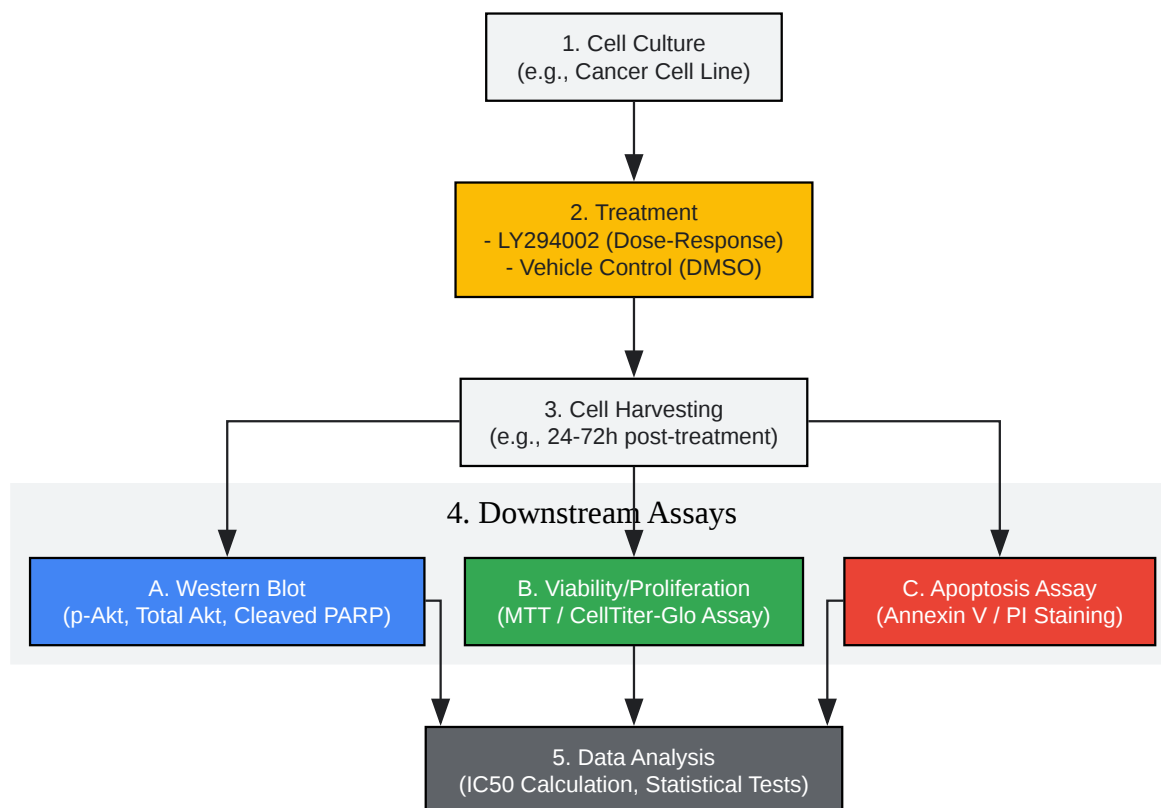 1. Cell Culture
(e.g., Cancer Cell Line)
2. Treatment
- LY294002 (Dose-Response)
- Vehicle Control (DMSO)
3. Cell Harvesting
(e.g., 24-72h post-treatment)
4. Downstream Assays
A. Western Blot
(p-Akt, Total Akt, Cleaved PARP)
B. Viability/Proliferation
(MTT / CellTiter-Glo Assay)
C. Apoptosis Assay
(Annexin V / PI Staining)
5. Data Analysis
(IC50 Calculation, Statistical Tests)